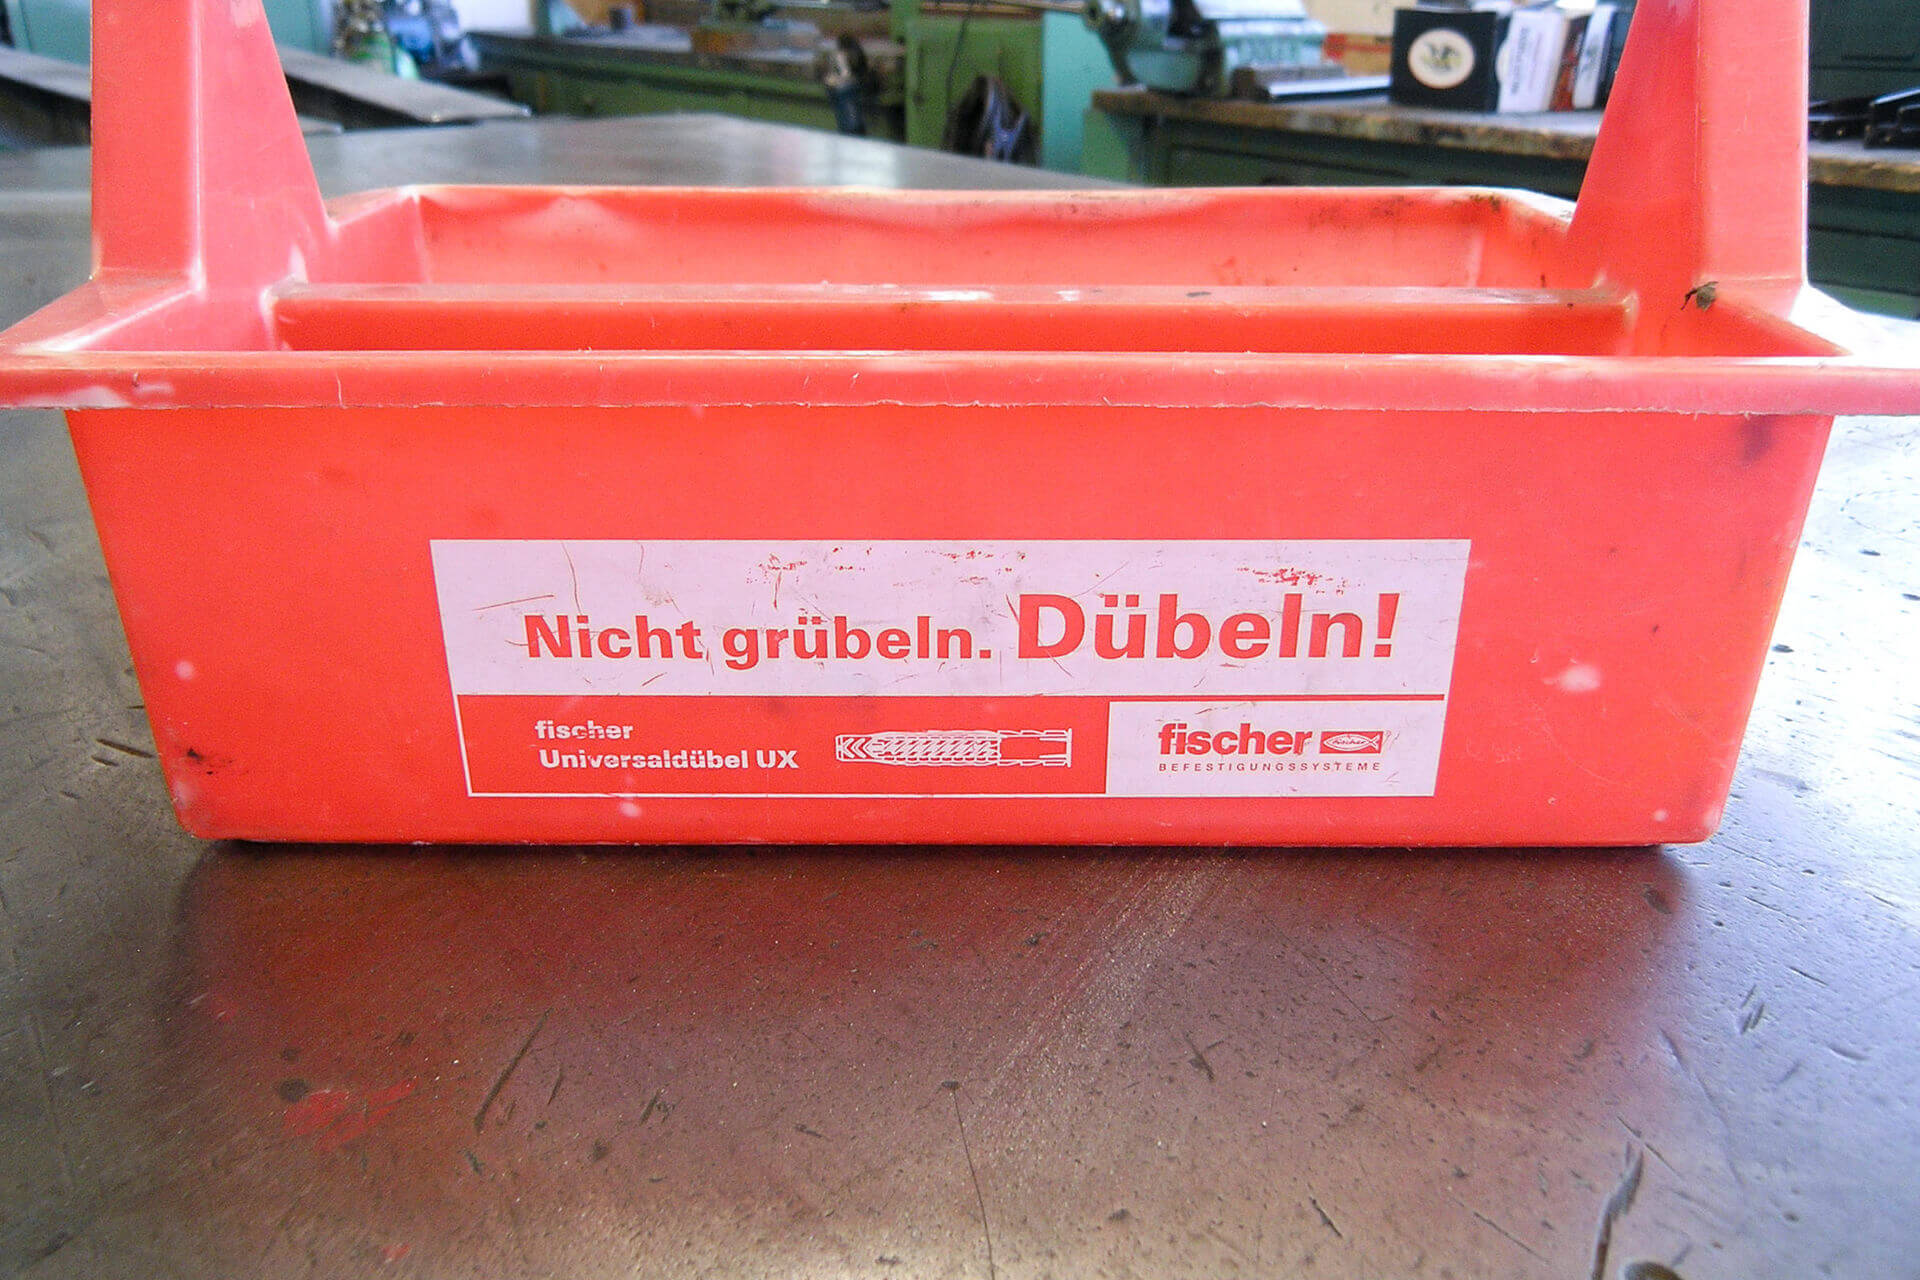 Nicht grübeln. Dübeln!
fischer
Universaldübel UX
fischer
BEFESTIGUNGSSYSTEME